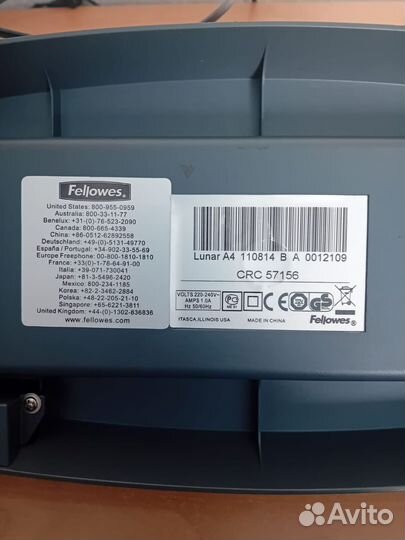 Fellowes.
United States: 800-955-0959
Australia: 800-33-11-77
Benelux: +31-(0)-76-523-2090
Canada: 800-665-4339
China: +86-0512-62892558
Deutschland: +49-(0)-5131-49770
España / Portugal: +34-902-33-55-69
Europe Freephone: 00-800-1810-1810
France: +33(0)-1-76-64-91-00
Italia: +39-071-730041
Japan: +81-3-5496-2420
Mexico: 800-234-1185
Korea: +82-2-3462-2884
Polska: +48-22-205-21-10
Singapore: +65-6221-3811
United Kingdom: +44-(0)-1302-836836
www.fellowes.com
Lunar A4 110814 B A 0012109
CRC 57156
VOLTS 220-240V~
AMPS 1.0A
Hz 50/60Hz
ITASCA, ILLINOIS USA
MADE IN CHINA
Fellowes
Avito